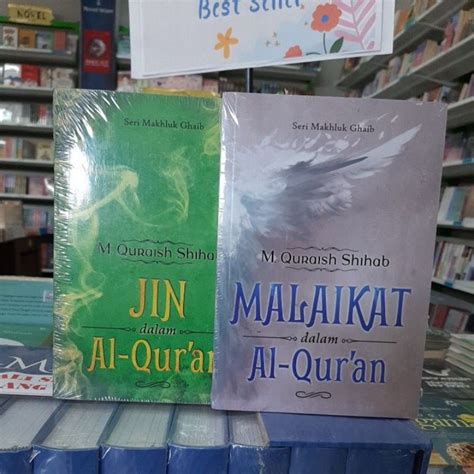 Best Seller
NOVEL
Seri Makhluk Ghaib
M. Quraish Shihab
JIN
dalam
Al-Qur'an
Seri Makhluk Ghaib
M. Quraish Shihab
MALAIKAT
dalam
Al-Qur'an